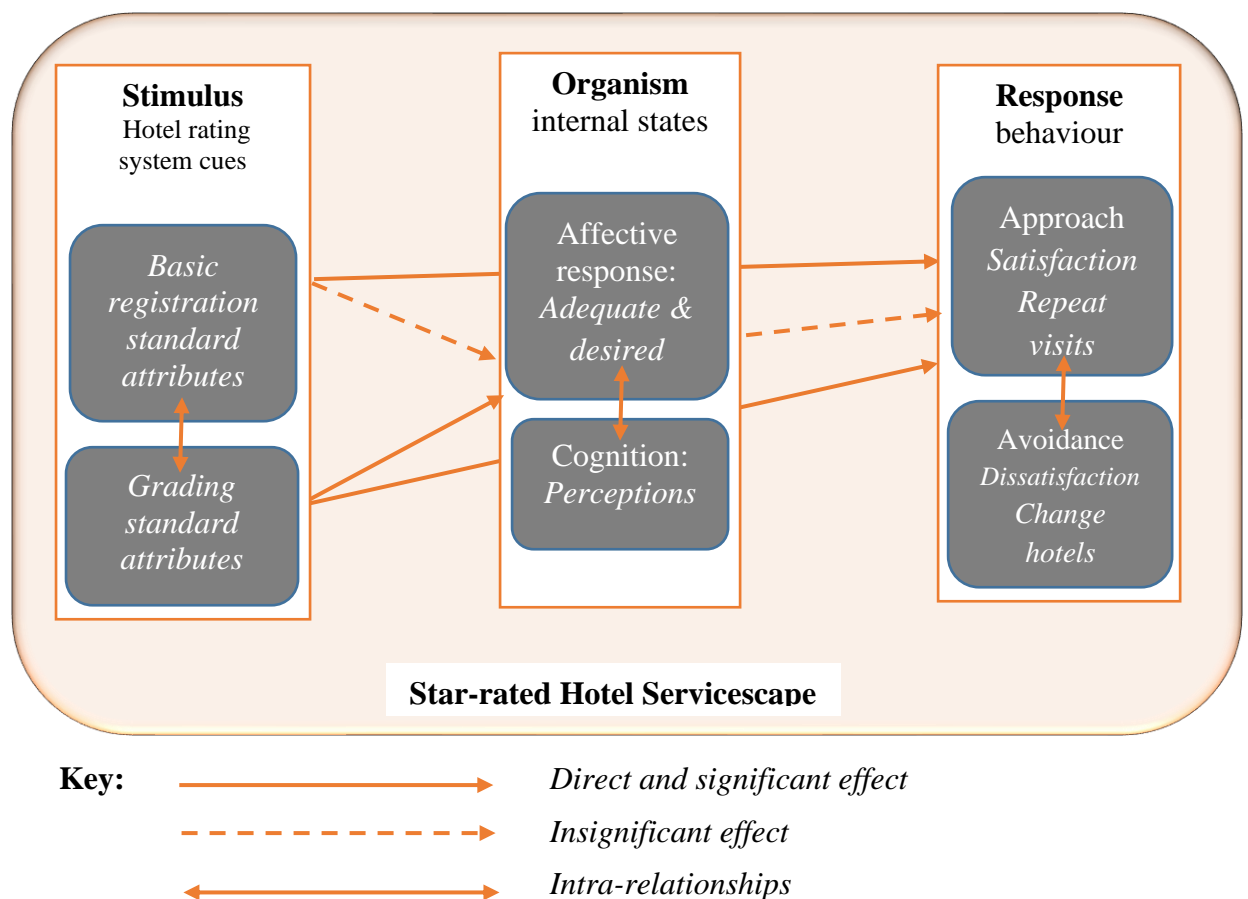 Stimulus
Hotel rating
system cues
Basic
registration
standard
attributes
Grading
standard
attributes
Organism
internal states
Affective
response:
Adequate &
desired
Cognition:
Perceptions
Response
behaviour
Approach
Satisfaction
Repeat
visits
Avoidance
Dissatisfaction
Change
hotels
Star-rated Hotel Servicescape
Key:
Direct and significant effect
Insignificant effect
Intra-relationships